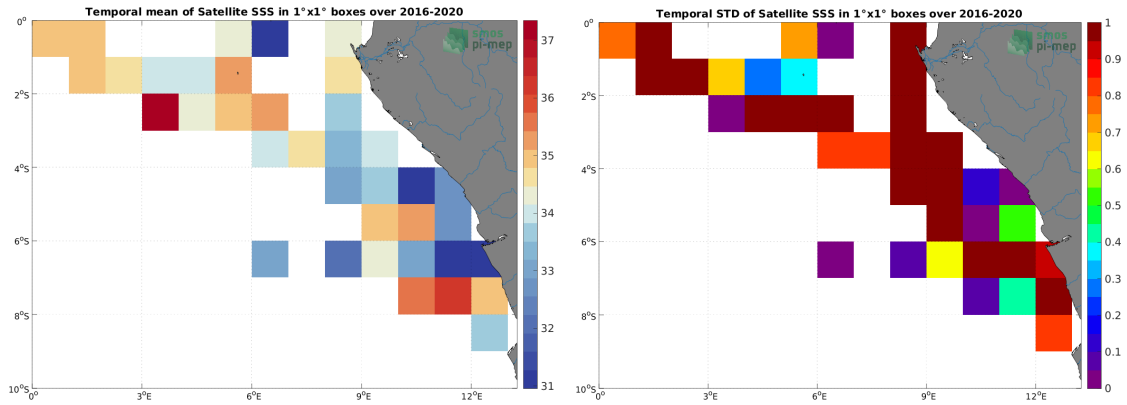 Temporal mean of Satellite SSS in 1°x1° boxes over 2016-2020
0°
2°S
4°S
6°S
8°S
10°S
0°
3°E
6°E
9°E
12°E
37
36
35
34
33
32
31
smos
pi-mep
Temporal STD of Satellite SSS in 1°x1° boxes over 2016-2020
0°
2°S
4°S
6°S
8°S
10°S
0°
3°E
6°E
9°E
12°E
1
0.9
0.8
0.7
0.6
0.5
0.4
0.3
0.2
0.1
0
smos
pi-mep